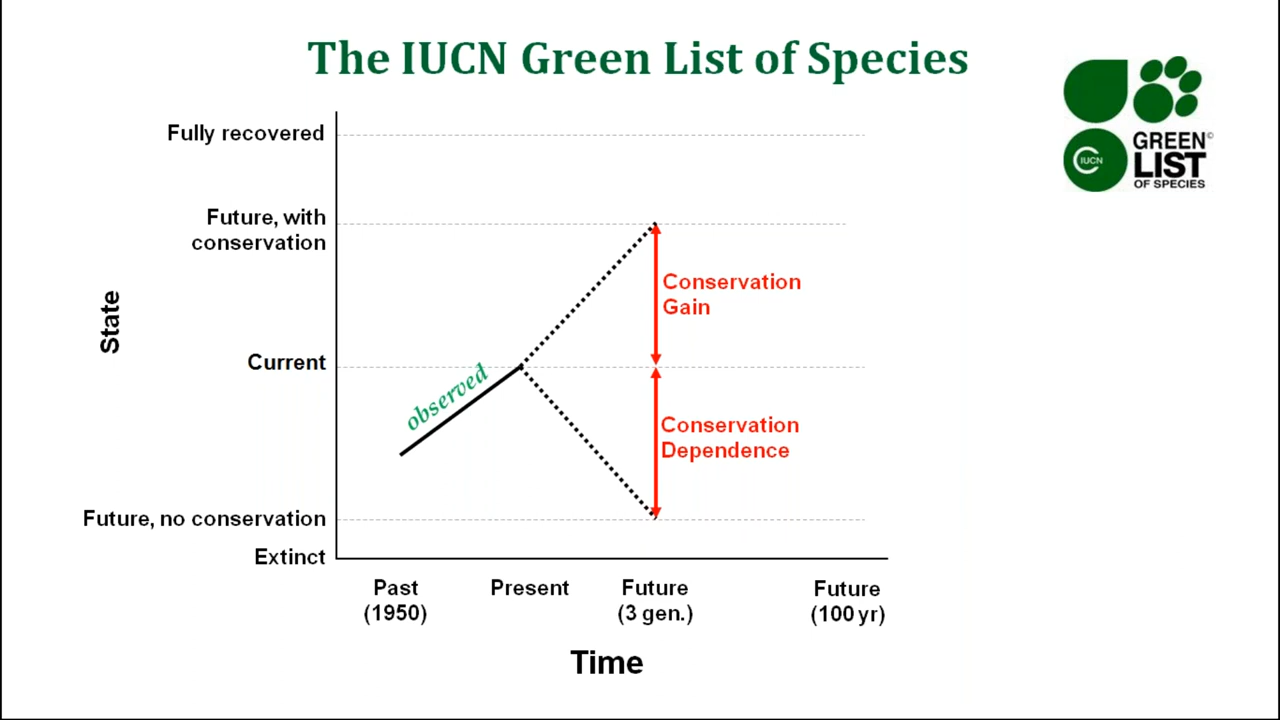 The IUCN Green List of Species
IUCN
GREEN©
LIST
OF SPECIES
Fully recovered
Future, with
conservation
Conservation
Gain
State
Current
observed
Conservation
Dependence
Future, no conservation
Extinct
Past
(1950)
Present
Future
(3 gen.)
Future
(100 yr)
Time